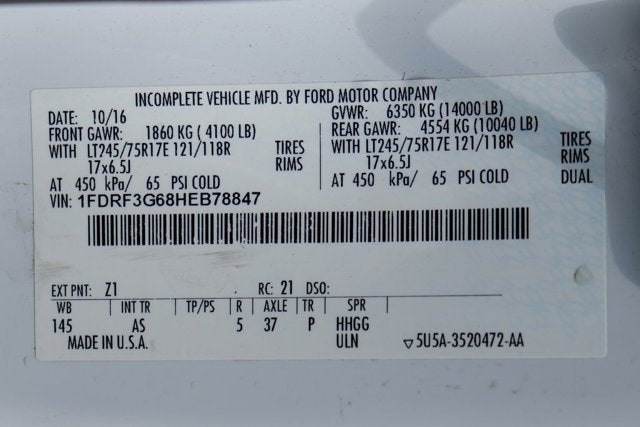 INCOMPLETE VEHICLE MFD. BY FORD MOTOR COMPANY
DATE: 10/16 GVWR: 6350 KG (14000 LB)
FRONT GAWR: 1860 KG ( 4100 LB) REAR GAWR: 4554 KG (10040 LB)
WITH LT245/75R17E 121/118R TIRES WITH LT245/75R17E 121/118R TIRES
17x6.5J RIMS 17x6.5J RIMS
AT 450 kPa/ 65 PSI COLD AT 450 kPa/ 65 PSI COLD DUAL
VIN: 1FDRF3G68HEB78847
EXT PNT: Z1 RC: 21 DSO:
WB INT TR TP/PS R AXLE TR SPR
145 AS 5 37 P HHGG
MADE IN U.S.A. ULN ▽5U5A-3520472-AA